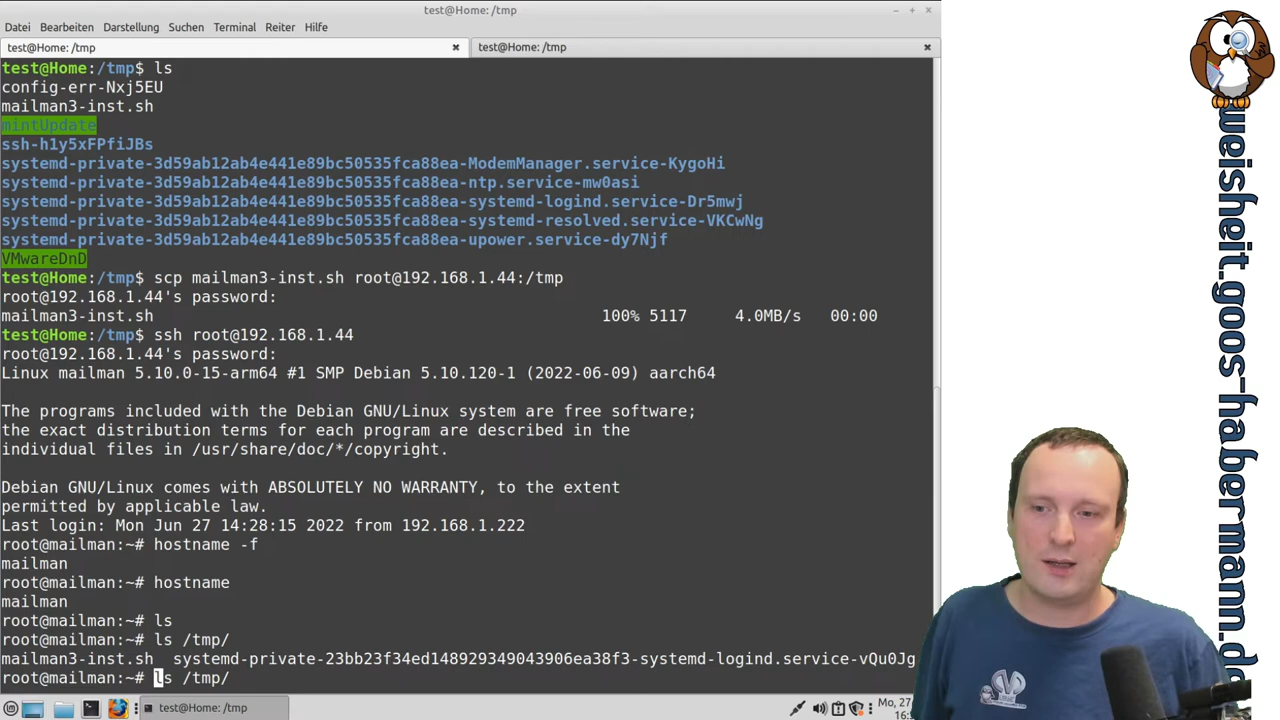 test@Home: /tmp
Datei Bearbeiten Darstellung Suchen Terminal Reiter Hilfe
test@Home: /tmp
test@Home: /tmp
test@Home:/tmp$ ls
config-err-Nxj5EU
mailman3-inst.sh
mintUpdate
ssh-h1y5xFPfiJBs
systemd-private-3d59ab12ab4e441e89bc50535fca88ea-ModemManager.service-KygoHi
systemd-private-3d59ab12ab4e441e89bc50535fca88ea-ntp.service-mw0asi
systemd-private-3d59ab12ab4e441e89bc50535fca88ea-systemd-logind.service-Dr5mwj
systemd-private-3d59ab12ab4e441e89bc50535fca88ea-systemd-resolved.service-VKCwNg
systemd-private-3d59ab12ab4e441e89bc50535fca88ea-upower.service-dy7Njf
VMwareDnD
test@Home:/tmp$ scp mailman3-inst.sh root@192.168.1.44:/tmp
root@192.168.1.44's password:
mailman3-inst.sh 100% 5117 4.0MB/s 00:00
test@Home:/tmp$ ssh root@192.168.1.44
root@192.168.1.44's password:
Linux mailman 5.10.0-15-arm64 #1 SMP Debian 5.10.120-1 (2022-06-09) aarch64
The programs included with the Debian GNU/Linux system are free software;
the exact distribution terms for each program are described in the
individual files in /usr/share/doc/*/copyright.
Debian GNU/Linux comes with ABSOLUTELY NO WARRANTY, to the extent
permitted by applicable law.
Last login: Mon Jun 27 14:28:15 2022 from 192.168.1.222
root@mailman:~# hostname -f
mailman
root@mailman:~# hostname
mailman
root@mailman:~# ls
root@mailman:~# ls /tmp/
mailman3-inst.sh systemd-private-23bb23f34ed148929349043906ea38f3-systemd-logind.service-vQu0Jg
root@mailman:~# ls /tmp/
test@Home: /tmp
Mo, 27
16:
weisheit.goos-habermann.de